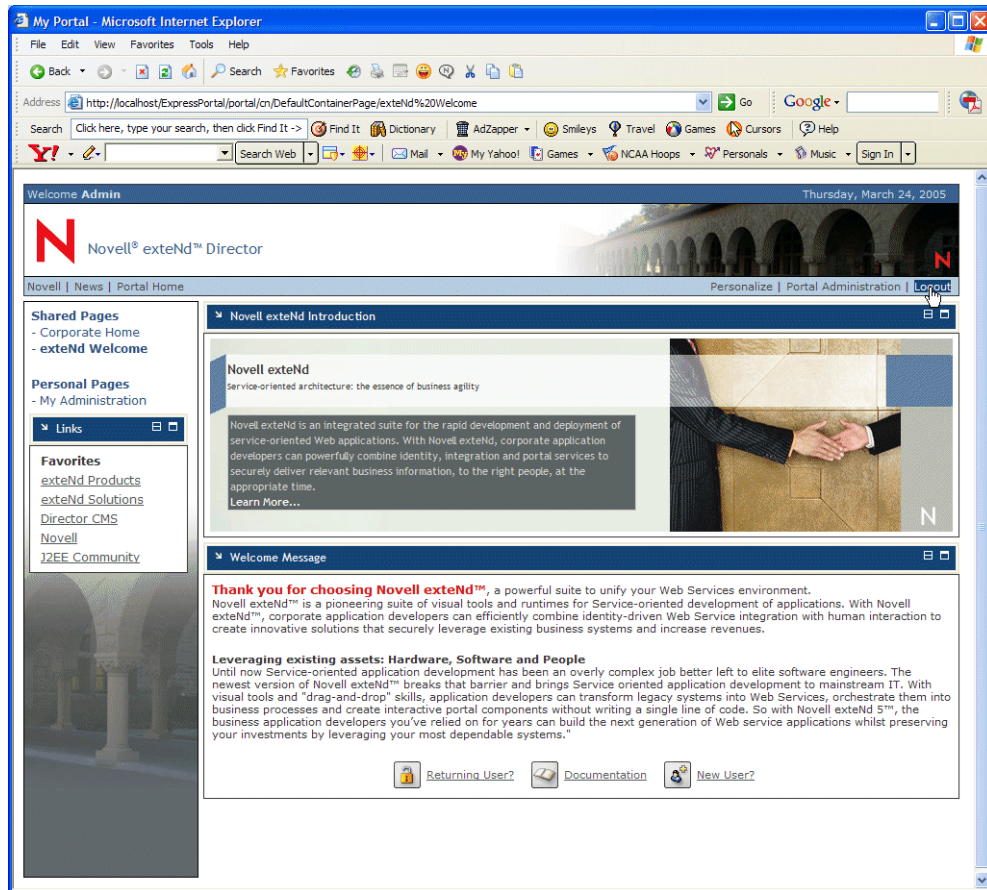 My Portal - Microsoft Internet Explorer
File Edit View Favorites Tools Help
Back Search Favorites
Address http://localhost/ExpressPortal/portal/cn/DefaultContainerPage/exteNd%20Welcome Go Google
Search Click here, type your search, then click Find It -> Find It Dictionary AdZapper Smileys Travel Games Cursors Help
Y! Search Web Mail My Yahoo! Games NCAA Hoops Personals Music Sign In
Welcome Admin Thursday, March 24, 2005
N Novell® exteNd™ Director N
Novell | News | Portal Home Personalize | Portal Administration | Logout
Shared Pages
- Corporate Home
- exteNd Welcome
Personal Pages
- My Administration
Links
Favorites
exteNd Products
exteNd Solutions
Director CMS
Novell
J2EE Community
Novell exteNd Introduction
Novell exteNd
Service-oriented architecture: the essence of business agility
Novell exteNd is an integrated suite for the rapid development and deployment of
service-oriented Web applications. With Novell exteNd, corporate application
developers can powerfully combine identity, integration and portal services to
securely deliver relevant business information, to the right people, at the
appropriate time.
Learn More...
N
Welcome Message
Thank you for choosing Novell exteNd™, a powerful suite to unify your Web Services environment.
Novell exteNd™ is a pioneering suite of visual tools and runtimes for Service-oriented development of applications. With Novell
exteNd™, corporate application developers can efficiently combine identity-driven Web Service integration with human interaction to
create innovative solutions that securely leverage existing business systems and increase revenues.
Leveraging existing assets: Hardware, Software and People
Until now Service-oriented application development has been an overly complex job better left to elite software engineers. The
newest version of Novell exteNd™ breaks that barrier and brings Service oriented application development to mainstream IT. With
visual tools and "drag-and-drop" skills, application developers can transform legacy systems into Web Services, orchestrate them into
business processes and create interactive portal components without writing a single line of code. So with Novell exteNd 5™, the
business application developers you've relied on for years can build the next generation of Web service applications whilst preserving
your investments by leveraging your most dependable systems."
Returning User? Documentation New User?